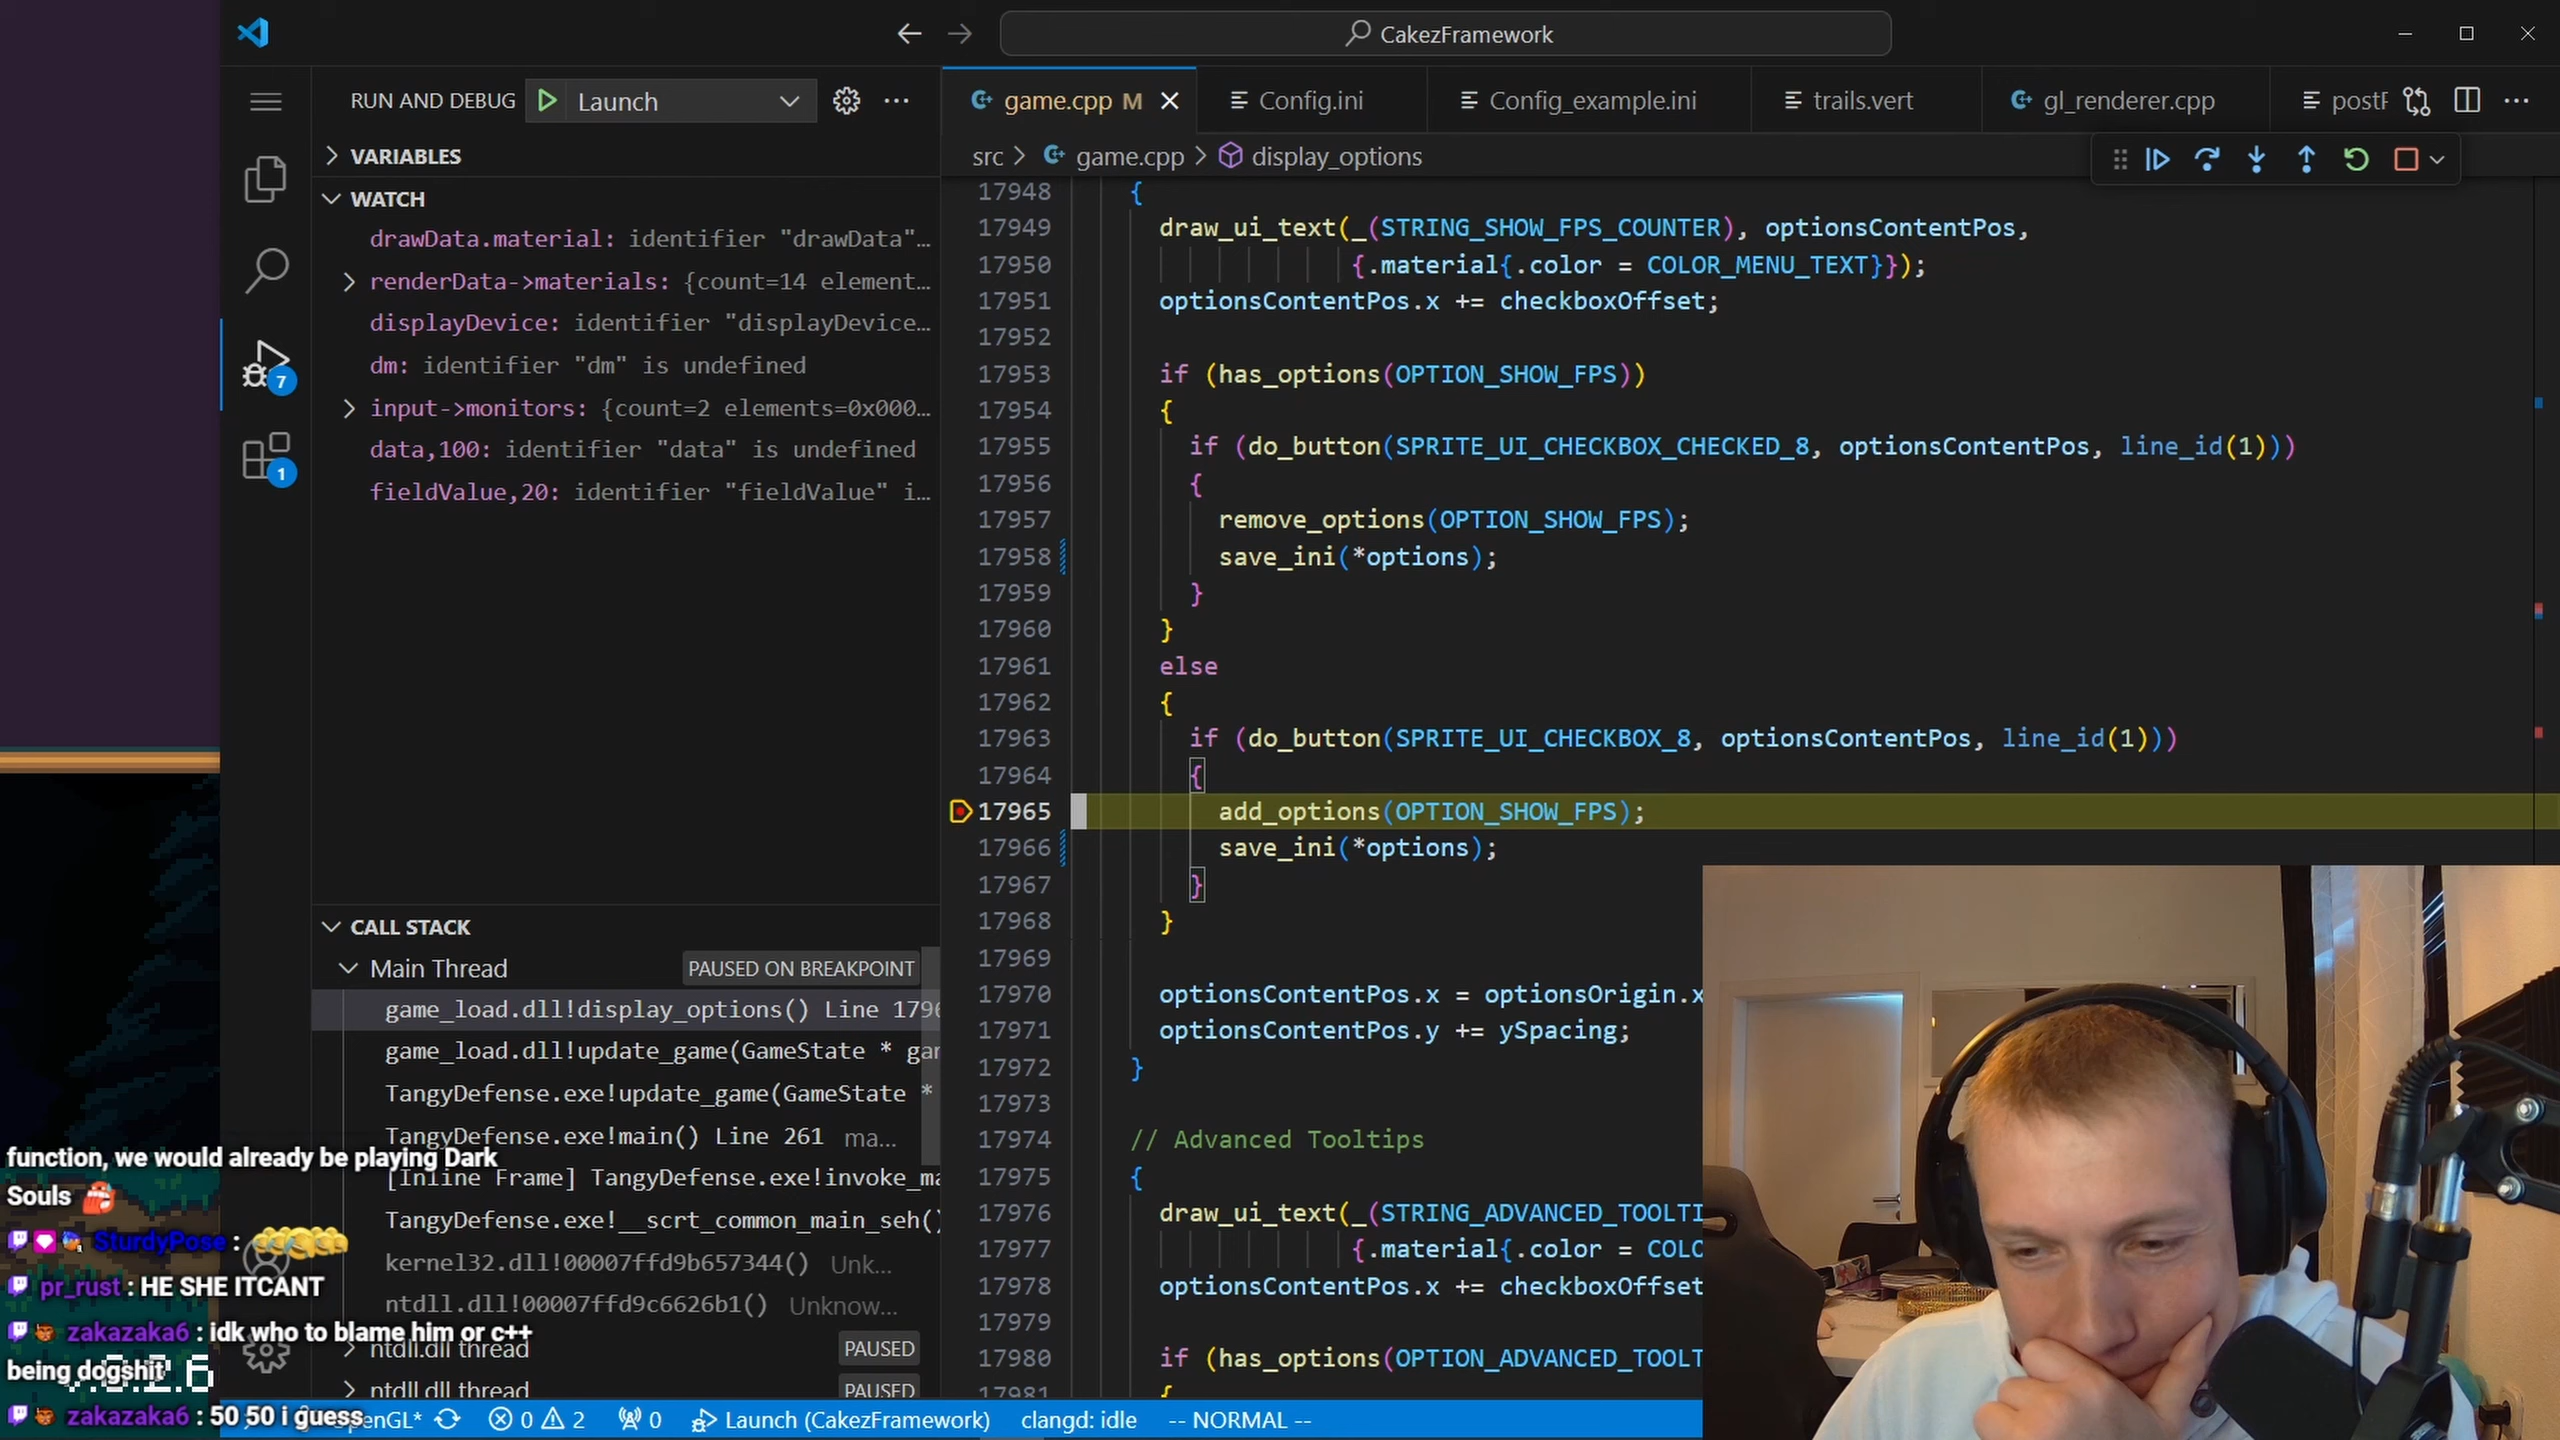 CakezFramework
RUN AND DEBUG
Launch
game.cpp M
Config.ini
Config_example.ini
trails.vert
gl_renderer.cpp
src > game.cpp > display_options
VARIABLES
WATCH
drawData.material: identifier "drawData"…
renderData->materials: {count=14 element…
displayDevice: identifier "displayDevice…
dm: identifier "dm" is undefined
input->monitors: {count=2 elements=0x000…
data,100: identifier "data" is undefined
fieldValue,20: identifier "fieldValue" i…
7
1
CALL STACK
Main Thread
PAUSED ON BREAKPOINT
game_load.dll!display_options() Line 1796
game_load.dll!update_game(GameState * gam
TangyDefense.exe!update_game(GameState *
TangyDefense.exe!main() Line 261 ma…
[Inline Frame] TangyDefense.exe!invoke_ma
TangyDefense.exe!__scrt_common_main_seh()
kernel32.dll!00007ffd9b657344() Unk…
ntdll.dll!00007ffd9c6626b1() Unknow…
ntdll.dll thread PAUSED
ntdll.dll thread PAUSED
17948 {
17949 draw_ui_text(_(STRING_SHOW_FPS_COUNTER), optionsContentPos,
17950 {.material{.color = COLOR_MENU_TEXT}});
17951 optionsContentPos.x += checkboxOffset;
17952
17953 if (has_options(OPTION_SHOW_FPS))
17954 {
17955 if (do_button(SPRITE_UI_CHECKBOX_CHECKED_8, optionsContentPos, line_id(1)))
17956 {
17957 remove_options(OPTION_SHOW_FPS);
17958 save_ini(*options);
17959 }
17960 }
17961 else
17962 {
17963 if (do_button(SPRITE_UI_CHECKBOX_8, optionsContentPos, line_id(1)))
17964 {
17965 add_options(OPTION_SHOW_FPS);
17966 save_ini(*options);
17967 }
17968 }
17969
17970 optionsContentPos.x = optionsOrigin.x
17971 optionsContentPos.y += ySpacing;
17972 }
17973
17974 // Advanced Tooltips
17975 {
17976 draw_ui_text(_(STRING_ADVANCED_TOOLTI
17977 {.material{.color = COLO
17978 optionsContentPos.x += checkboxOffset
17979
17980 if (has_options(OPTION_ADVANCED_TOOLT
17981 {
function, we would already be playing Dark
Souls
SturdyPose :
pr_rust : HE SHE ITCANT
zakazaka6 : idk who to blame him or c++
being dogshit
zakazaka6 : 50 50 i guess
0 2 0 Launch (CakezFramework) clangd: idle -- NORMAL --